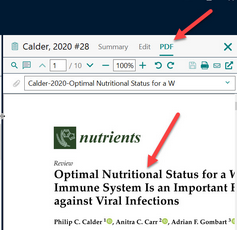 Calder, 2020 #28 Summary Edit PDF
1 / 10 100%
Calder-2020-Optimal Nutritional Status for a W
nutrients
Review
Optimal Nutritional Status for a W
Immune System Is an Important F
against Viral Infections
Philip C. Calder 1, Anitra C. Carr 2, Adrian F. Gombart 3